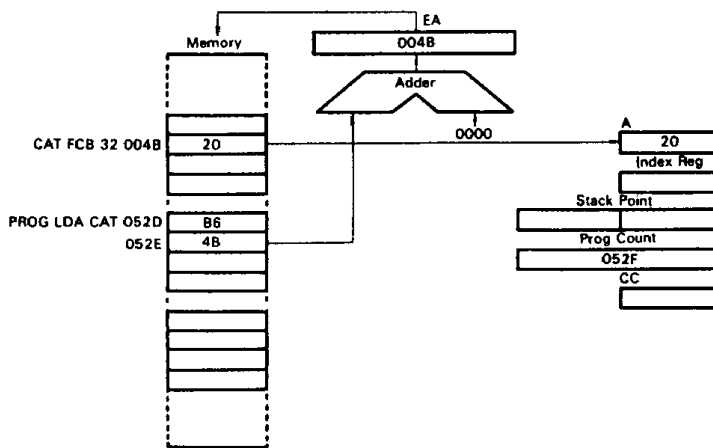 EA
Memory
004B
Adder
0000
A
CAT FCB 32 004B
20
20
Index Reg
Stack Point
PROG LDA CAT 052D
B6
052E
4B
Prog Count
052F
CC